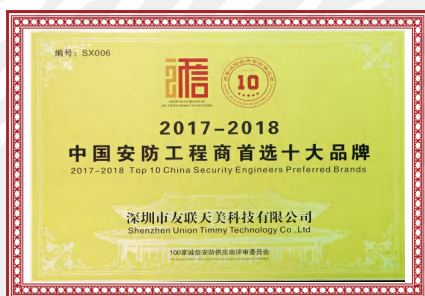 编号：SX006
信
10
2017-2018
中国安防工程商首选十大品牌
2017-2018 Top 10 China Security Engineers Preferred Brands
深圳市友联天美科技有限公司
Shenzhen Union Timmy Technology Co.,Ltd
100家诚信安防供应商评审委员会